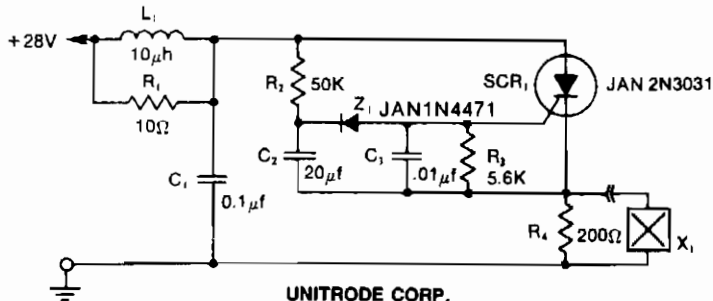 L1
+28V
10μh
R1
10Ω
C1
0.1μf
R2
50K
Z1 JAN1N4471
C2
20μf
C3
.01μf
R3
5.6K
SCR1
JAN 2N3031
R4
200Ω
X1
UNITRODE CORP.